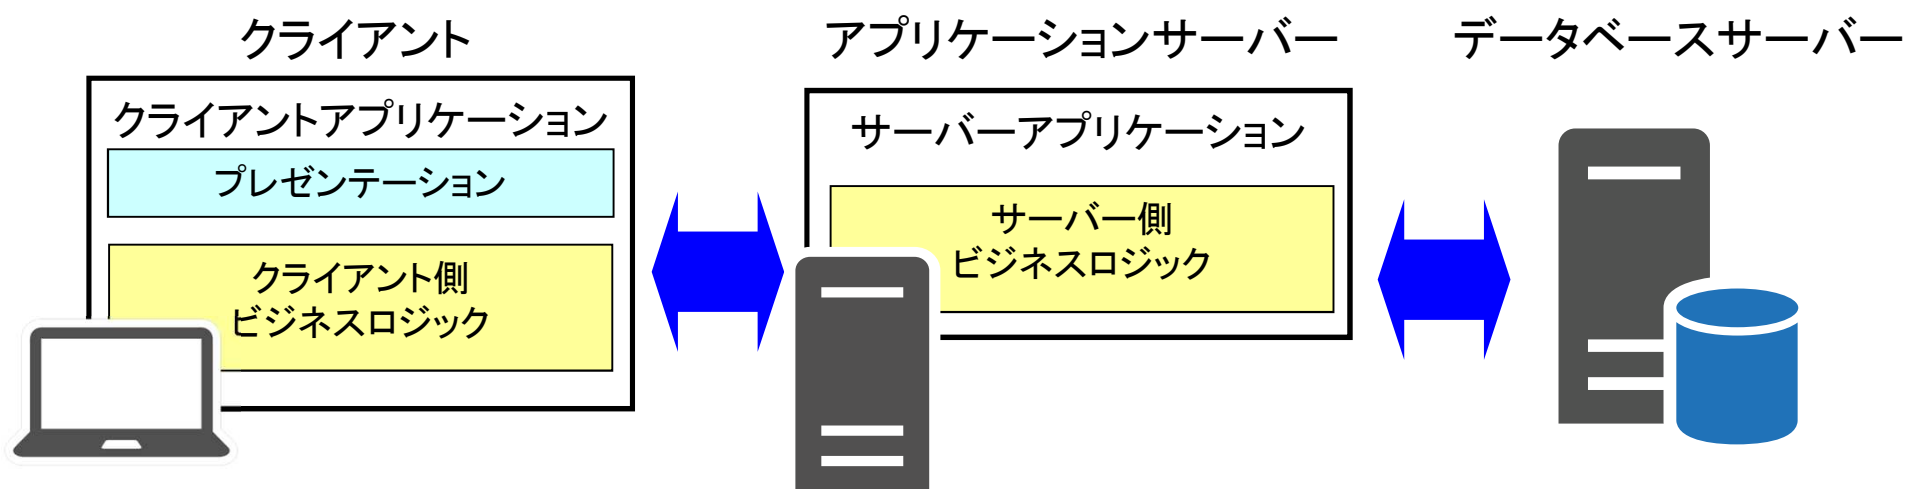 クライアント
クライアントアプリケーション
プレゼンテーション
クライアント側
ビジネスロジック
アプリケーションサーバー
サーバーアプリケーション
サーバー側
ビジネスロジック
データベースサーバー